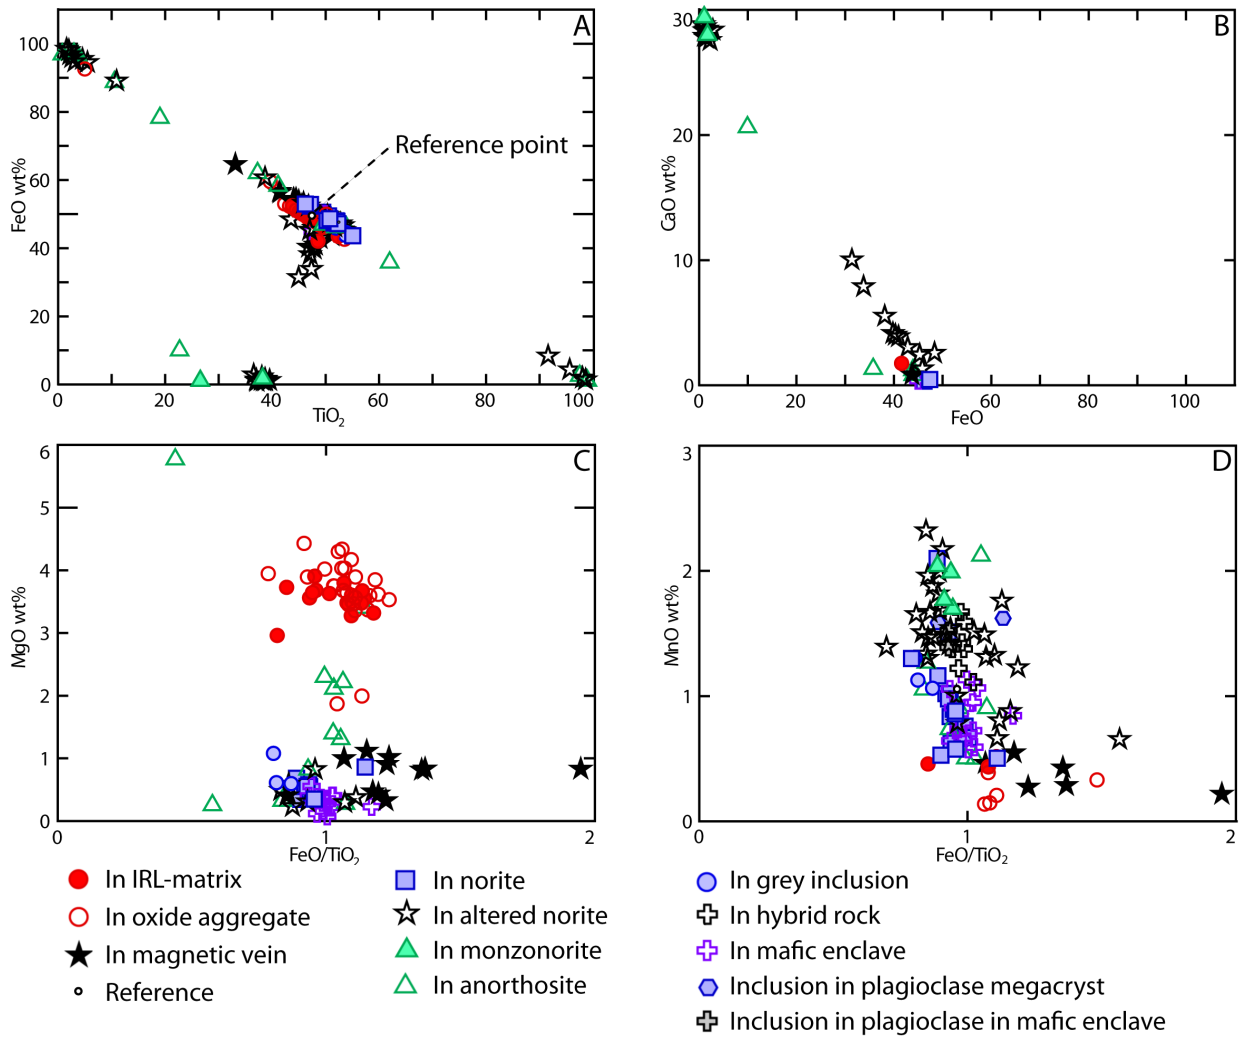 A
100
80
60
40
20
0
FeO wt%
Reference point
0 20 40 60 80 100
TiO2
B
30
20
10
0
CaO wt%
0 20 40 60 80 100
FeO
C
6
5
4
3
2
1
0
MgO wt%
0 1 2
FeO/TiO2
D
3
2
1
0
MnO wt%
0 1 2
FeO/TiO2
In IRL-matrix
In oxide aggregate
In magnetic vein
Reference
In norite
In altered norite
In monzonorite
In anorthosite
In grey inclusion
In hybrid rock
In mafic enclave
Inclusion in plagioclase megacryst
Inclusion in plagioclase in mafic enclave